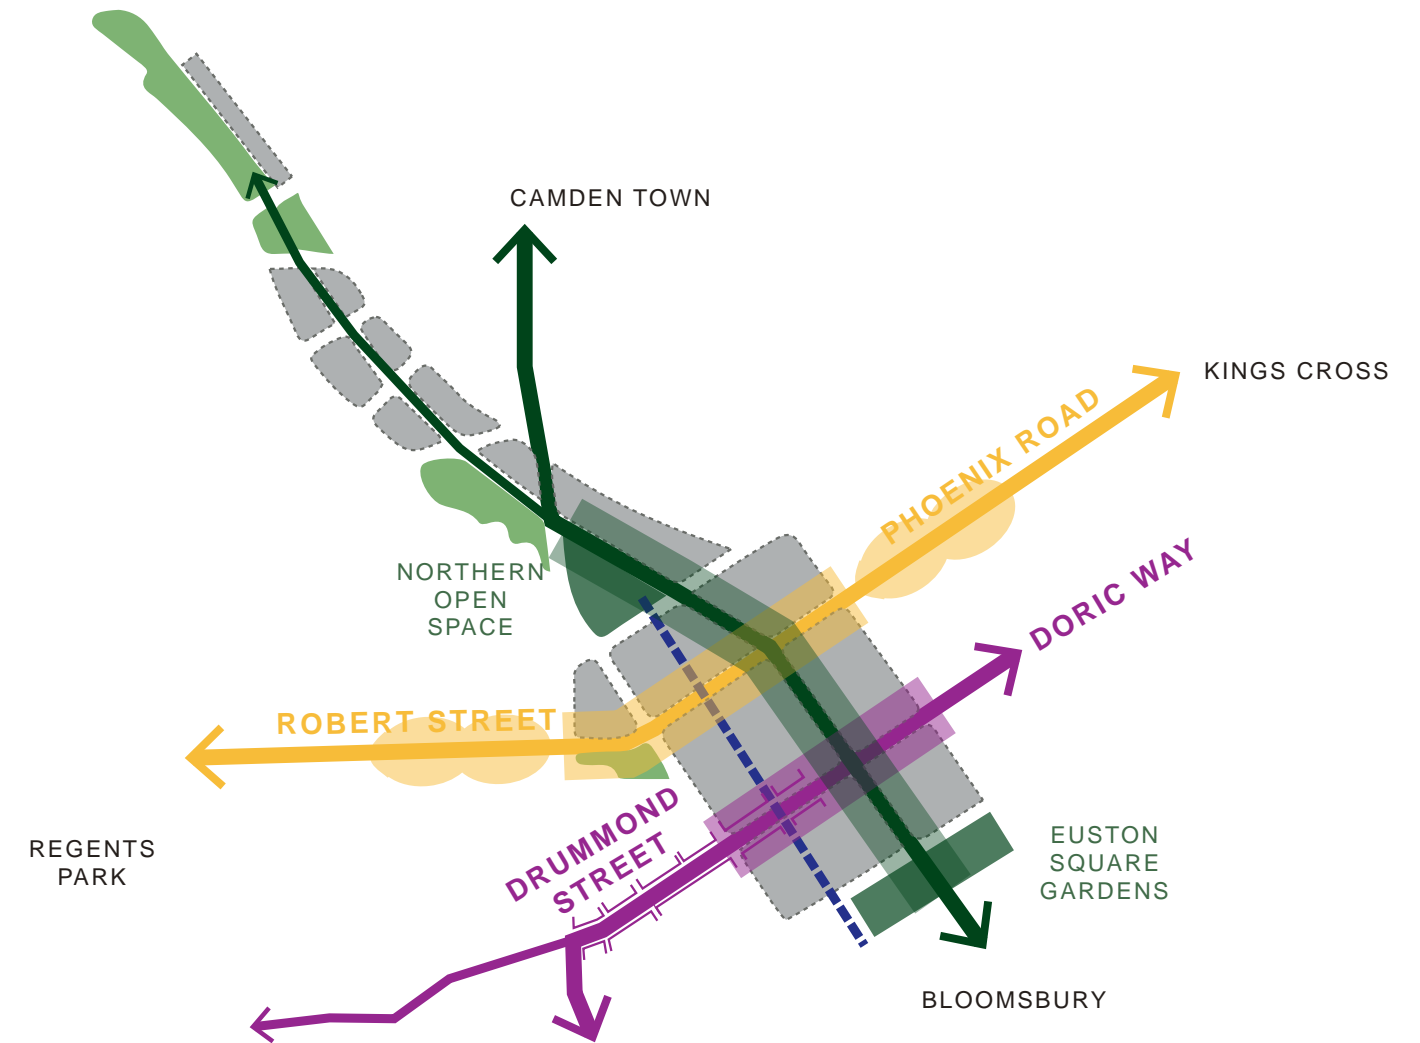 CAMDEN TOWN
KINGS CROSS
PHOENIX ROAD
DORIC WAY
NORTHERN
OPEN
SPACE
ROBERT STREET
DRUMMOND
STREET
REGENTS
PARK
EUSTON
SQUARE
GARDENS
BLOOMSBURY